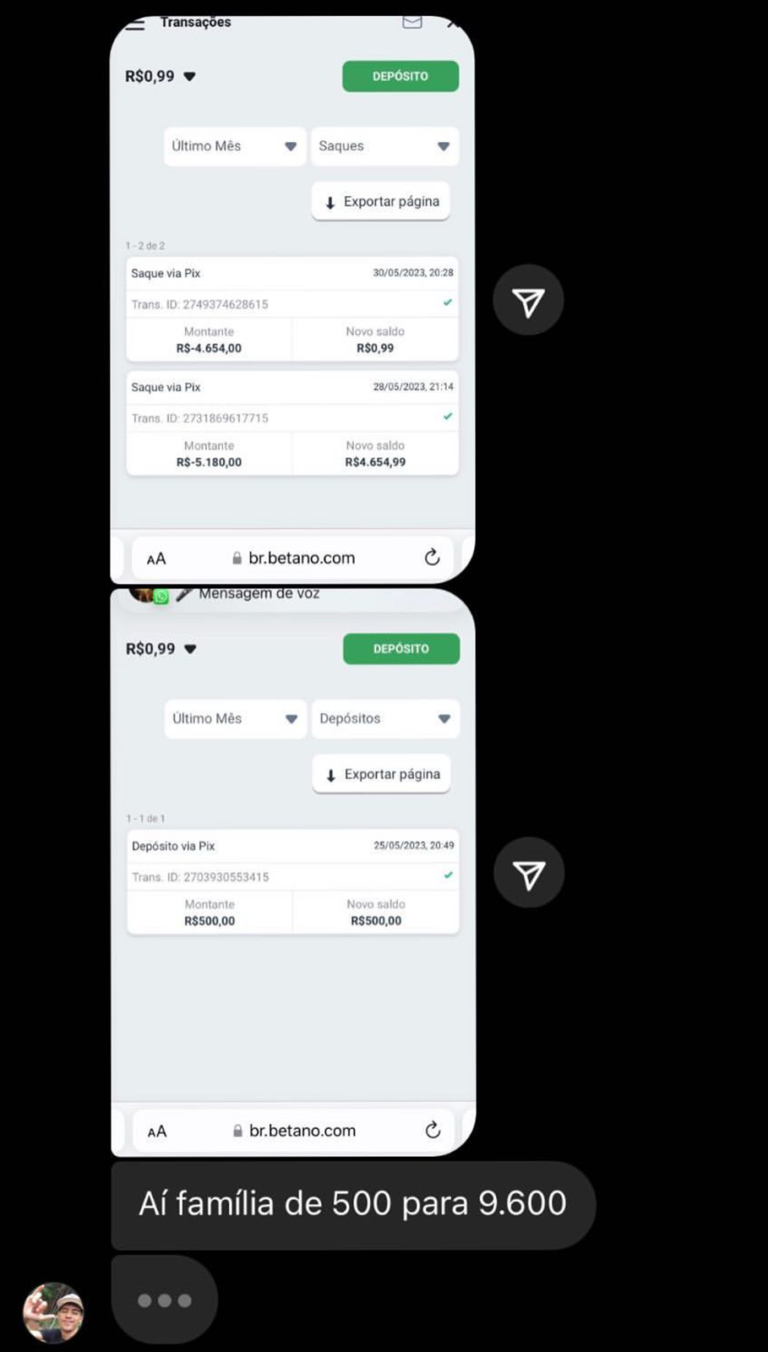 Transações
R$0,99
DEPÓSITO
Último Mês
Saques
Exportar página
1 - 2 de 2
Saque via Pix
30/05/2023, 20:28
Trans. ID: 2749374628615
Montante
Novo saldo
R$-4.654,00
R$0,99
Saque via Pix
28/05/2023, 21:14
Trans. ID: 2731869617715
Montante
Novo saldo
R$-5.180,00
R$4.654,99
AA
br.betano.com
Mensagem de voz
R$0,99
DEPÓSITO
Último Mês
Depósitos
Exportar página
1 - 1 de 1
Depósito via Pix
25/05/2023, 20:49
Trans. ID: 2703930553415
Montante
Novo saldo
R$500,00
R$500,00
AA
br.betano.com
Aí família de 500 para 9.600